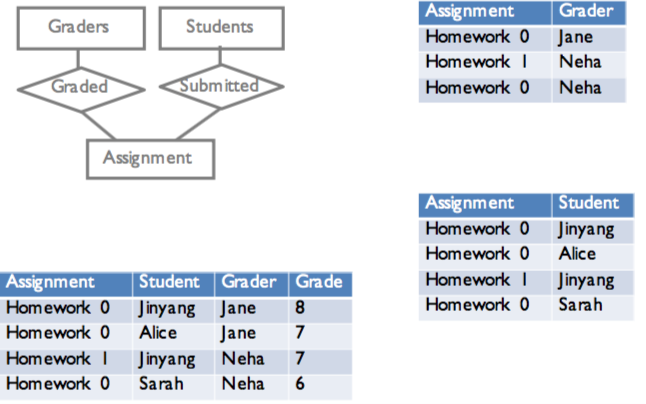 Graders
Students
Graded
Submitted
Assignment
Assignment Grader
Homework 0 Jane
Homework 1 Neha
Homework 0 Neha
Assignment Student
Homework 0 Jinyang
Homework 0 Alice
Homework 1 Jinyang
Homework 0 Sarah
Assignment Student Grader Grade
Homework 0 Jinyang Jane 8
Homework 0 Alice Jane 7
Homework 1 Jinyang Neha 7
Homework 0 Sarah Neha 6